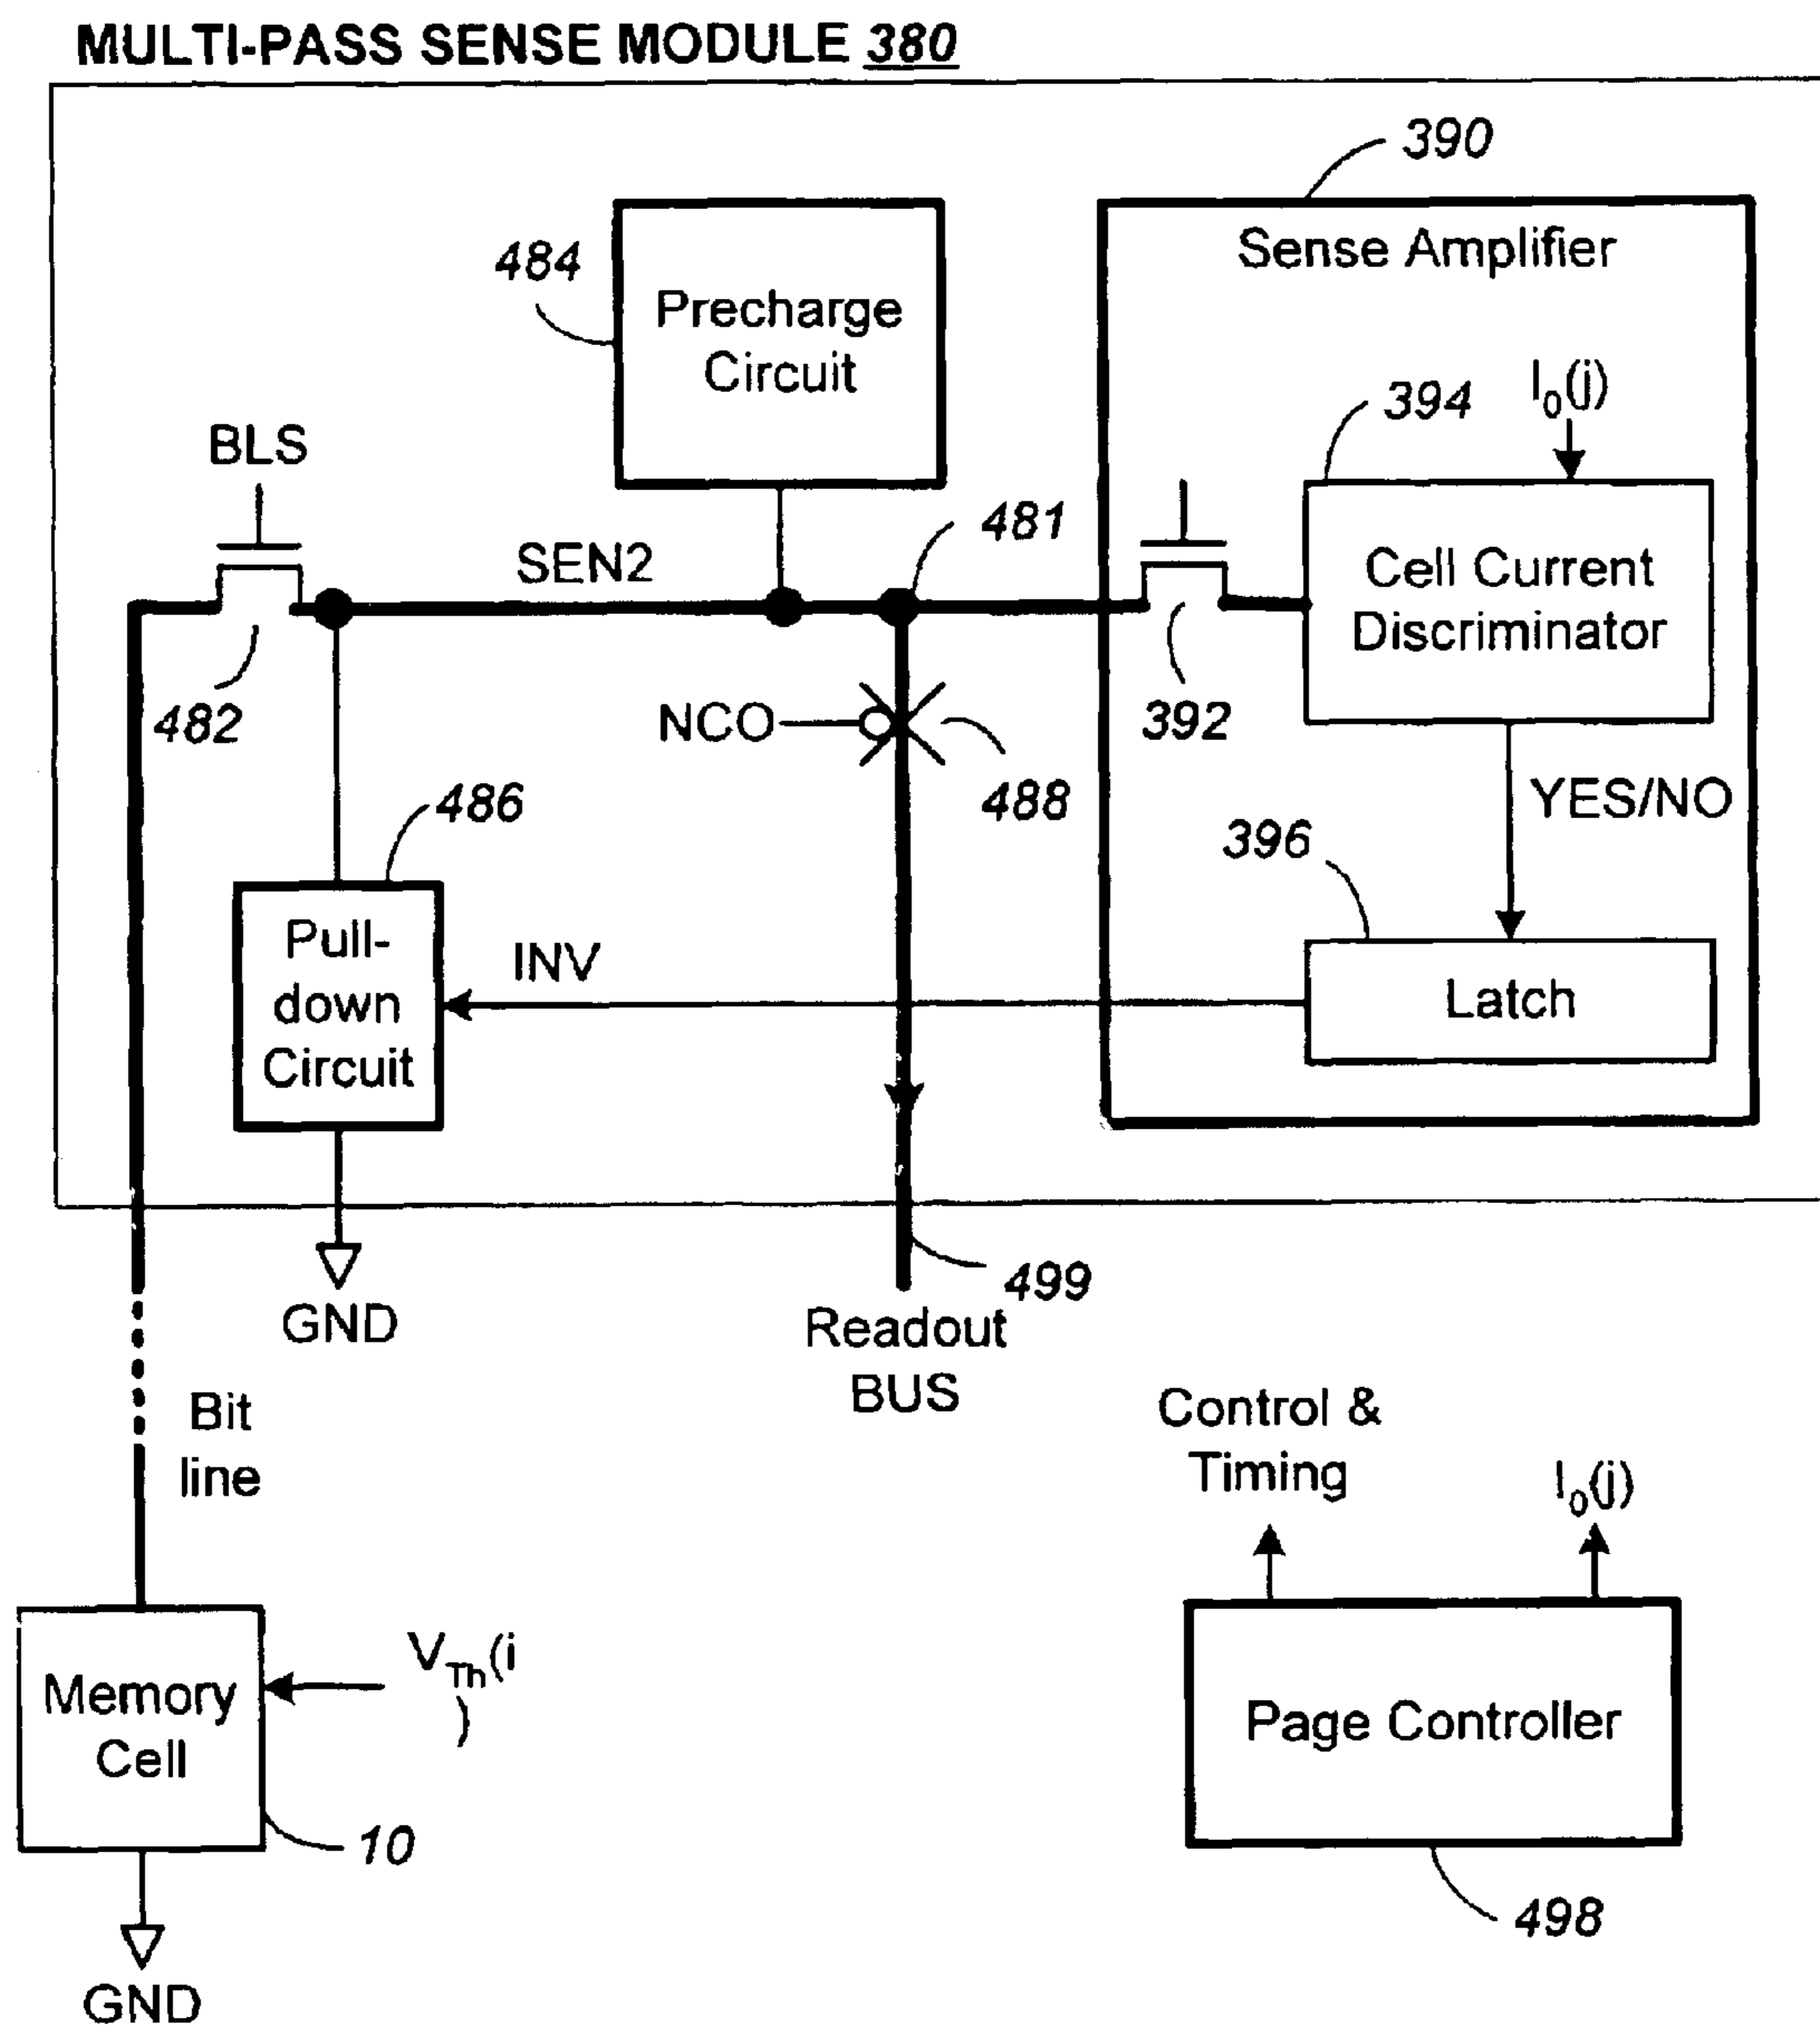 MULTI-PASS SENSE MODULE 380
390
Sense Amplifier
484
Precharge
Circuit
I0(j)
394
BLS
481
SEN2
Cell Current
Discriminator
482
NCO
392
488
YES/NO
486
396
Pull-
down
Circuit
INV
Latch
499
GND
Readout
BUS
Bit
line
Control &
Timing
I0(j)
VTh(i
)
Memory
Cell
Page Controller
10
498
GND